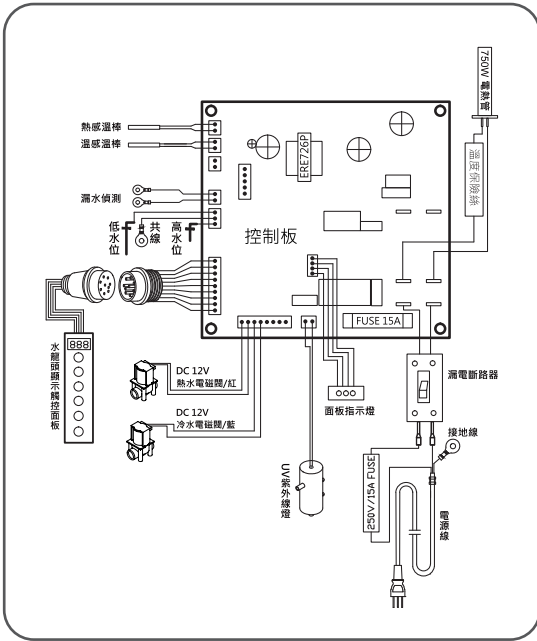 750W 電熱管
溫度保險絲
熱感溫棒
溫感溫棒
ERE726P
漏水偵測
低水位
共線
高水位
控制板
FUSE 15A
888
水龍頭顯示觸控面板
DC 12V
熱水電磁閥/紅
DC 12V
冷水電磁閥/藍
面板指示燈
UV紫外線燈
漏電斷路器
接地線
250V/15A FUSE
電源線